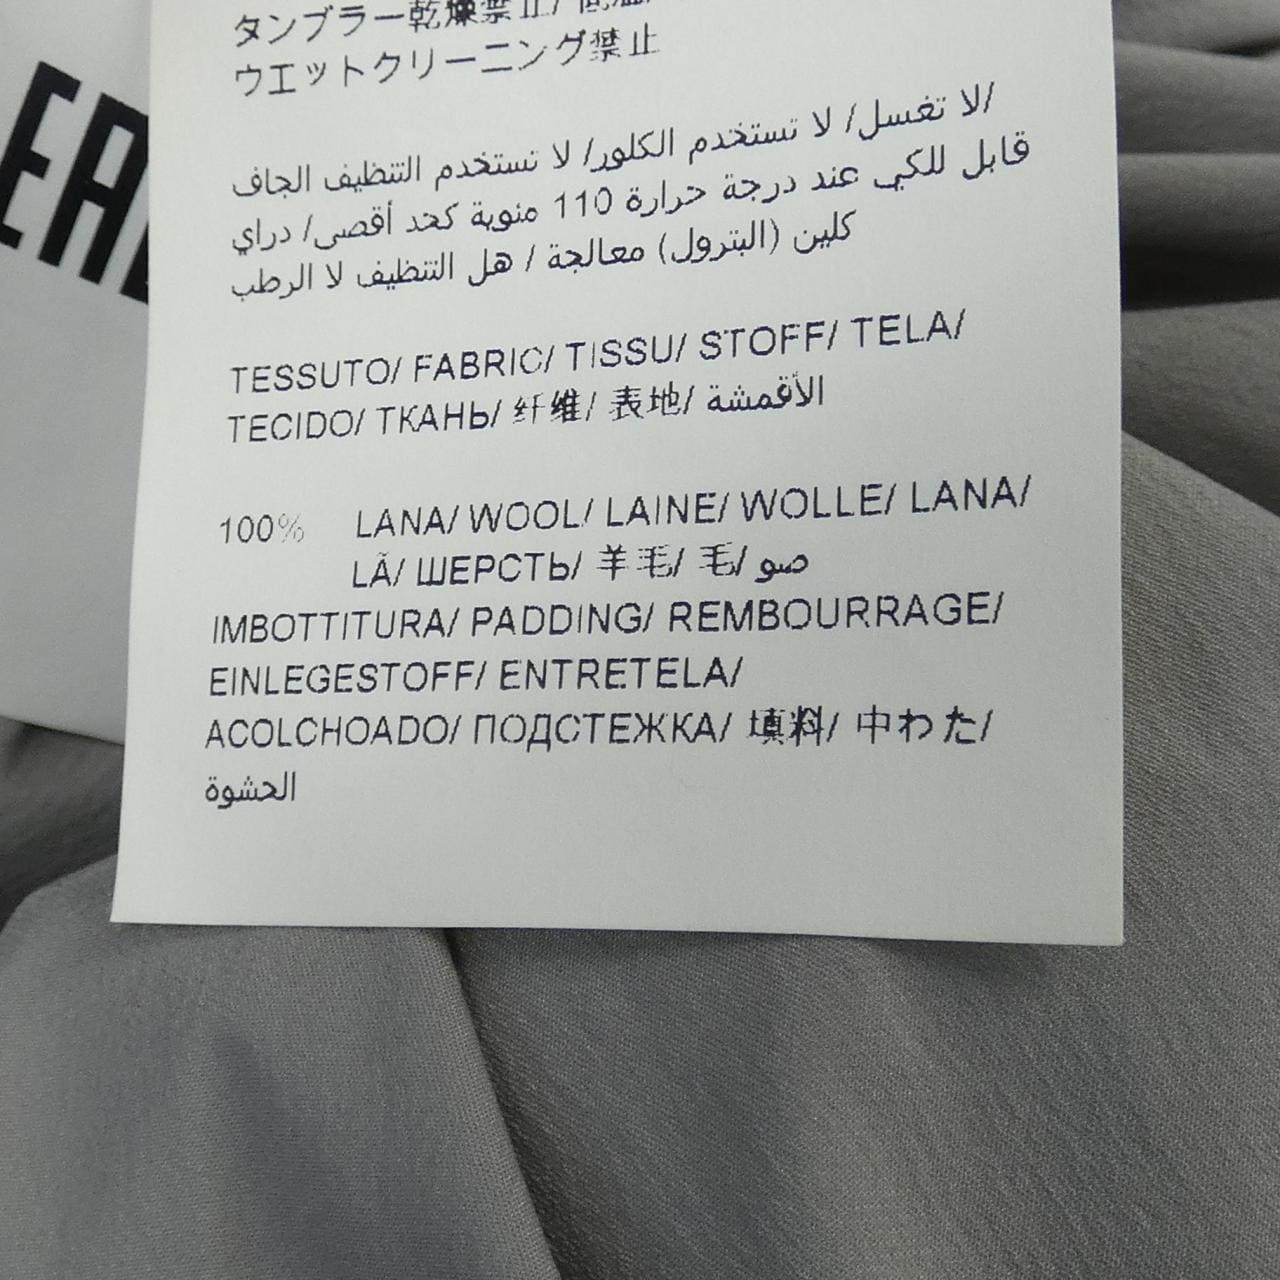 タンブラー乾燥禁止/ 低温/
ウエットクリーニング禁止
لا تغسل/ لا تستخدم الكلور/ لا تستخدم التنظيف الجاف/
قابل للكي عند درجة حرارة 110 مئوية كحد أقصى/ دراي
كلين (البترول) معالجة / هل التنظيف لا الرطب
TESSUTO/ FABRIC/ TISSU/ STOFF/ TELA/
TECIDO/ ТКАНЬ/ 纤维/ 表地/ الأقمشة
100% LANA/ WOOL/ LAINE/ WOLLE/ LANA/
LÃ/ ШЕРСТЬ/ 羊毛/ 毛/ صو
IMBOTTITURA/ PADDING/ REMBOURRAGE/
EINLEGESTOFF/ ENTRETELA/
ACOLCHOADO/ ПОДСТЕЖКА/ 填料/ 中わた/
الحشوة